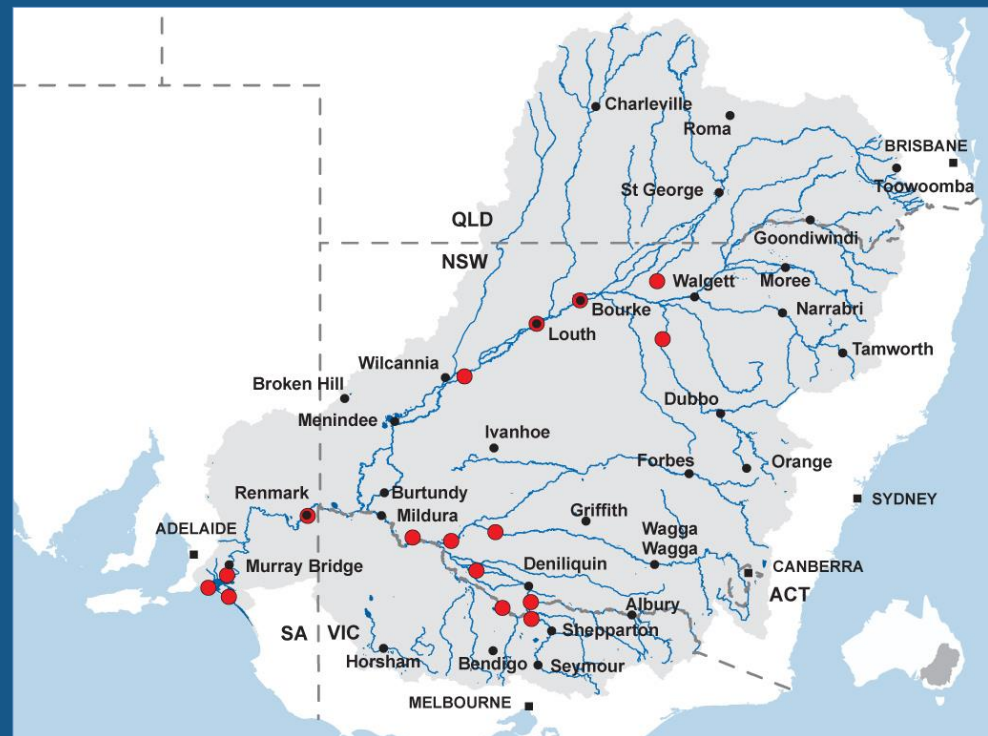 Charleville
Roma
BRISBANE
Toowoomba
St George
QLD
Goondiwindi
NSW
Walgett
Moree
Bourke
Narrabri
Louth
Tamworth
Wilcannia
Broken Hill
Dubbo
Menindee
Ivanhoe
Forbes
Orange
Renmark
Burtundy
SYDNEY
Griffith
Mildura
ADELAIDE
Wagga
Wagga
Murray Bridge
Deniliquin
CANBERRA
ACT
Albury
SA
VIC
Shepparton
Horsham
Bendigo
Seymour
MELBOURNE